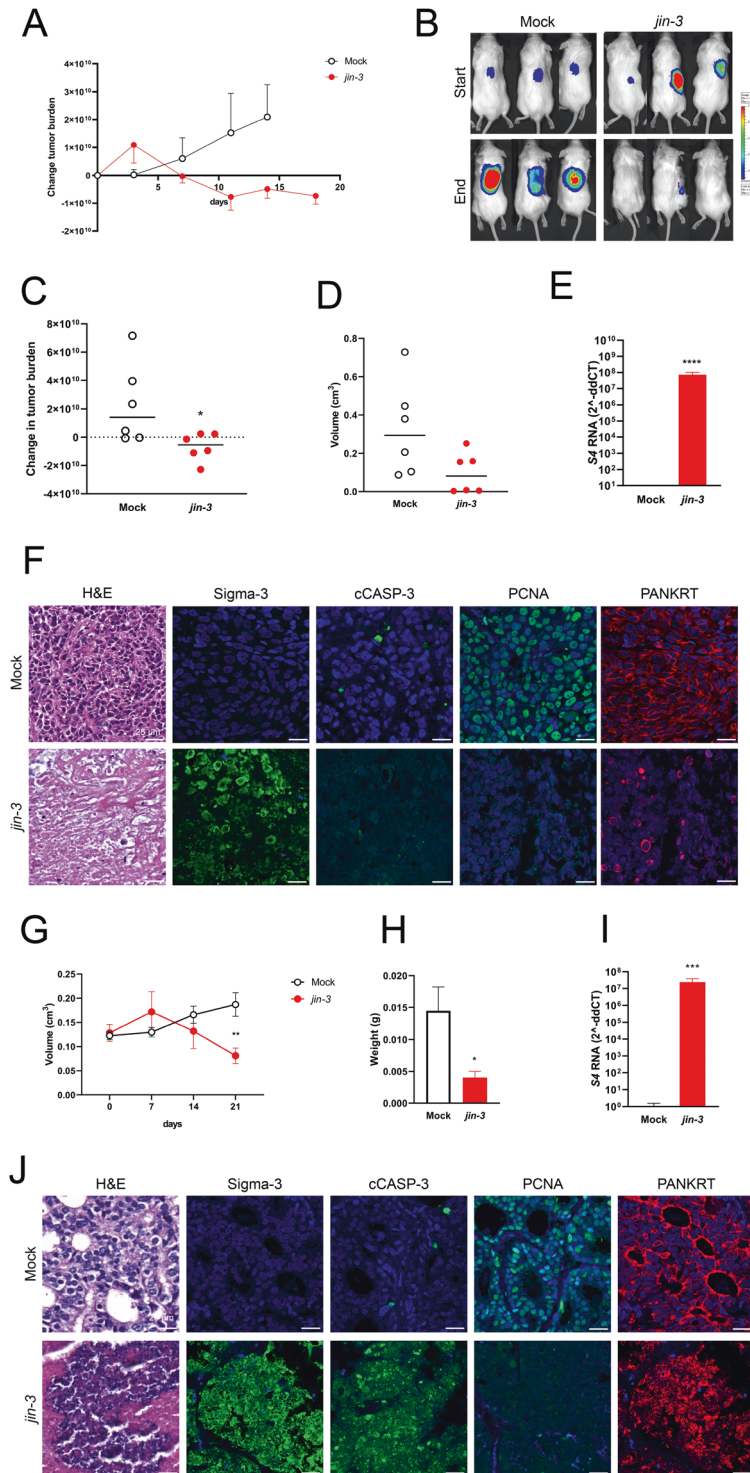 A
Mock
jin-3
Change tumor burden
4×10¹⁰
3×10¹⁰
2×10¹⁰
1×10¹⁰
0
-1×10¹⁰
-2×10¹⁰
5
10
15
20
days
B
Mock
jin-3
Start
End
C
Change in tumor burden
8×10¹⁰
6×10¹⁰
4×10¹⁰
2×10¹⁰
0
-2×10¹⁰
-4×10¹⁰
*
Mock
jin-3
D
Volume (cm³)
0.8
0.6
0.4
0.2
0.0
Mock
jin-3
E
S4 RNA (2^-ddCT)
10¹⁰
10⁹
10⁸
10⁷
10⁶
10⁵
10⁴
10³
10²
10¹
****
Mock
jin-3
F
H&E
Sigma-3
cCASP-3
PCNA
PANKRT
Mock
25 µm
jin-3
G
Volume (cm³)
0.25
0.20
0.15
0.10
0.05
0.00
**
0
7
14
21
days
Mock
jin-3
H
Weight (g)
0.020
0.015
0.010
0.005
0.000
*
Mock
jin-3
I
S4 RNA (2^-ddCT)
10⁸
10⁷
10⁶
10⁵
10⁴
10³
10²
10¹
10⁰
***
Mock
jin-3
J
H&E
Sigma-3
cCASP-3
PCNA
PANKRT
Mock
jin-3